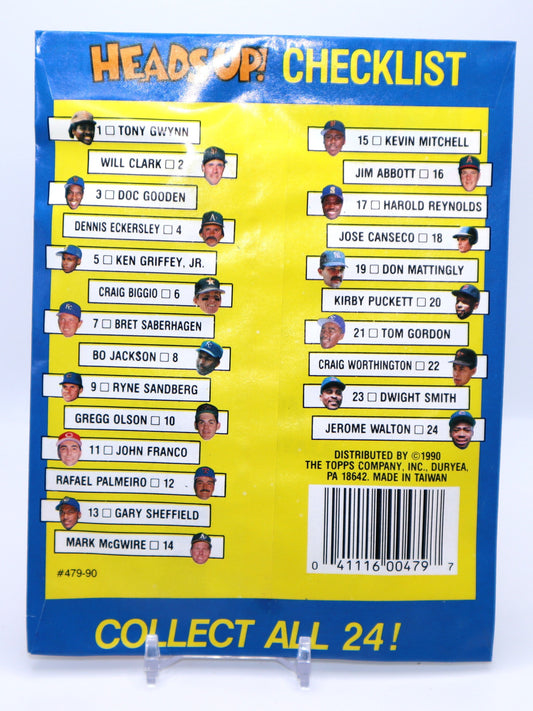 HEADS UP! CHECKLIST
1 □ TONY GWYNN
WILL CLARK □ 2
3 □ DOC GOODEN
DENNIS ECKERSLEY □ 4
5 □ KEN GRIFFEY, JR.
CRAIG BIGGIO □ 6
7 □ BRET SABERHAGEN
BO JACKSON □ 8
9 □ RYNE SANDBERG
GREGG OLSON □ 10
11 □ JOHN FRANCO
RAFAEL PALMEIRO □ 12
13 □ GARY SHEFFIELD
MARK McGWIRE □ 14
#479-90
15 □ KEVIN MITCHELL
JIM ABBOTT □ 16
17 □ HAROLD REYNOLDS
JOSE CANSECO □ 18
19 □ DON MATTINGLY
KIRBY PUCKETT □ 20
21 □ TOM GORDON
CRAIG WORTHINGTON □ 22
23 □ DWIGHT SMITH
JEROME WALTON □ 24
DISTRIBUTED BY ©1990
THE TOPPS COMPANY, INC., DURYEA,
PA 18642. MADE IN TAIWAN
0 41116 00479 7
COLLECT ALL 24!